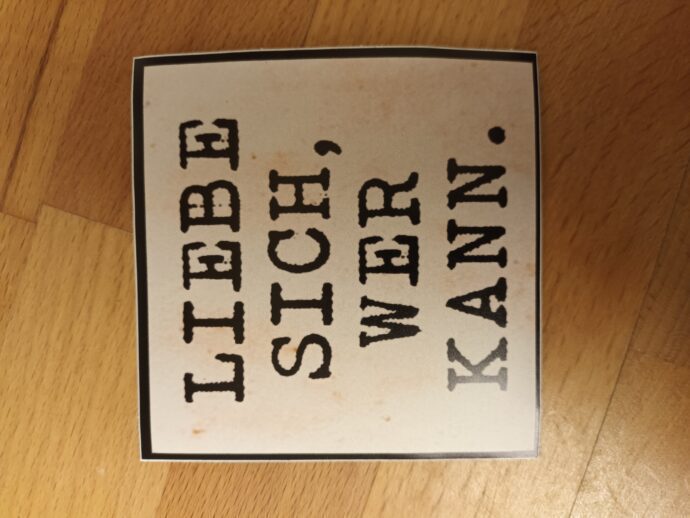 LIEBE
SICH,
WER
KANN.